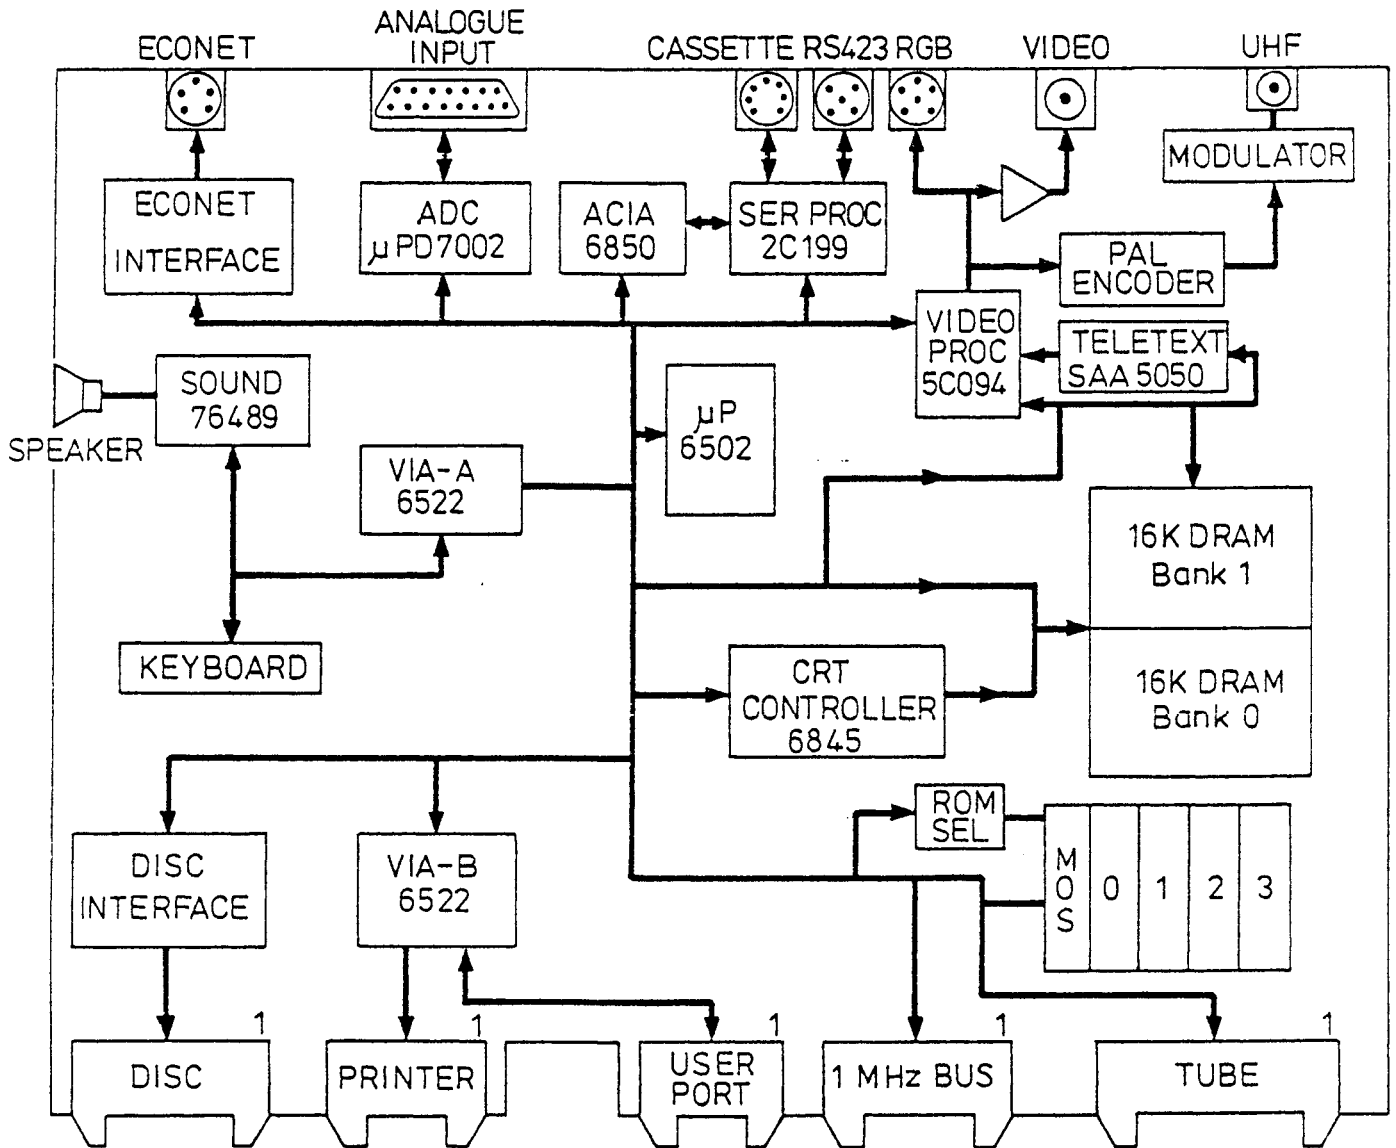 ECONET
ANALOGUE
INPUT
CASSETTE RS423 RGB
VIDEO
UHF
MODULATOR
ECONET
INTERFACE
ADC
µPD7002
ACIA
6850
SER PROC
2C199
PAL
ENCODER
VIDEO
PROC
5C094
TELETEXT
SAA 5050
SOUND
76489
SPEAKER
µP
6502
VIA-A
6522
16K DRAM
Bank 1
KEYBOARD
CRT
CONTROLLER
6845
16K DRAM
Bank 0
ROM
SEL
DISC
INTERFACE
VIA-B
6522
M
O
S
0
1
2
3
1
1
1
1
1
DISC
PRINTER
USER
PORT
1 MHz BUS
TUBE